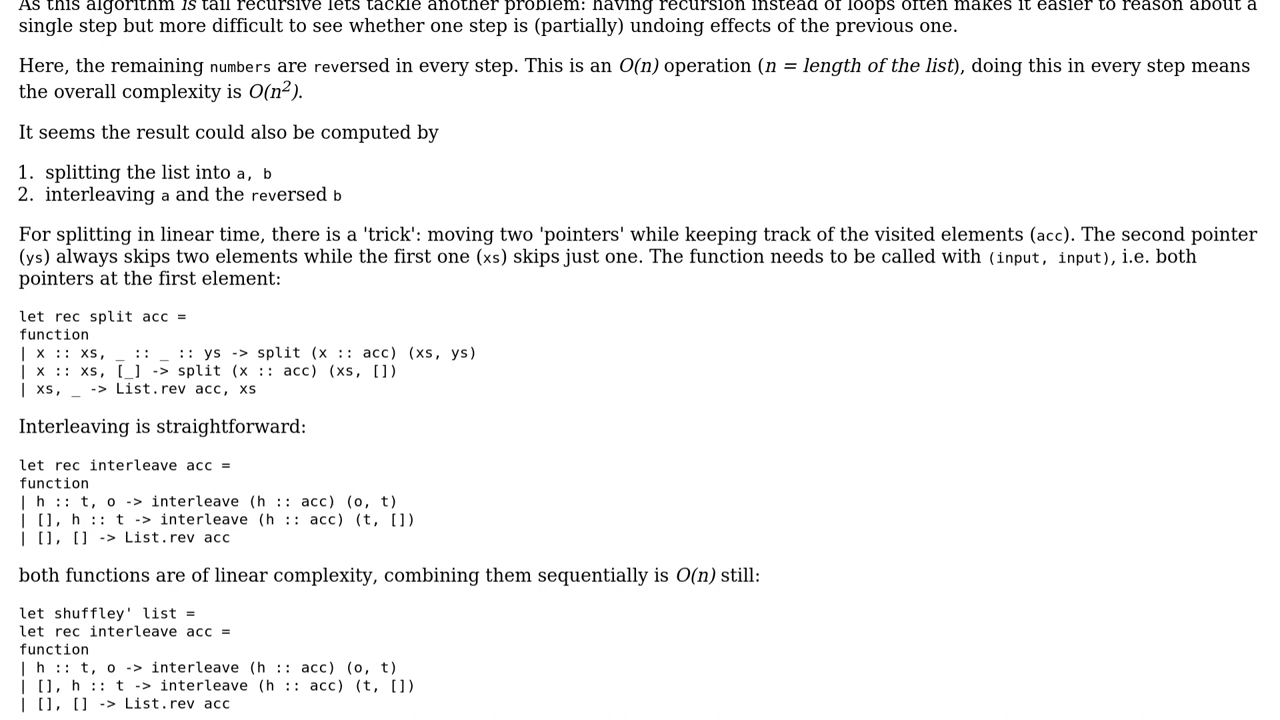 As this algorithm is tail recursive lets tackle another problem: having recursion instead of loops often makes it easier to reason about a
single step but more difficult to see whether one step is (partially) undoing effects of the previous one.
Here, the remaining numbers are reversed in every step. This is an O(n) operation (n = length of the list), doing this in every step means
the overall complexity is O(n²).
It seems the result could also be computed by
1. splitting the list into a, b
2. interleaving a and the reversed b
For splitting in linear time, there is a 'trick': moving two 'pointers' while keeping track of the visited elements (acc). The second pointer
(ys) always skips two elements while the first one (xs) skips just one. The function needs to be called with (input, input), i.e. both
pointers at the first element:
let rec split acc =
function
| x :: xs, _ :: _ :: ys -> split (x :: acc) (xs, ys)
| x :: xs, [_] -> split (x :: acc) (xs, [])
| xs, _ -> List.rev acc, xs
Interleaving is straightforward:
let rec interleave acc =
function
| h :: t, o -> interleave (h :: acc) (o, t)
| [], h :: t -> interleave (h :: acc) (t, [])
| [], [] -> List.rev acc
both functions are of linear complexity, combining them sequentially is O(n) still:
let shuffley' list =
let rec interleave acc =
function
| h :: t, o -> interleave (h :: acc) (o, t)
| [], h :: t -> interleave (h :: acc) (t, [])
| [], [] -> List.rev acc